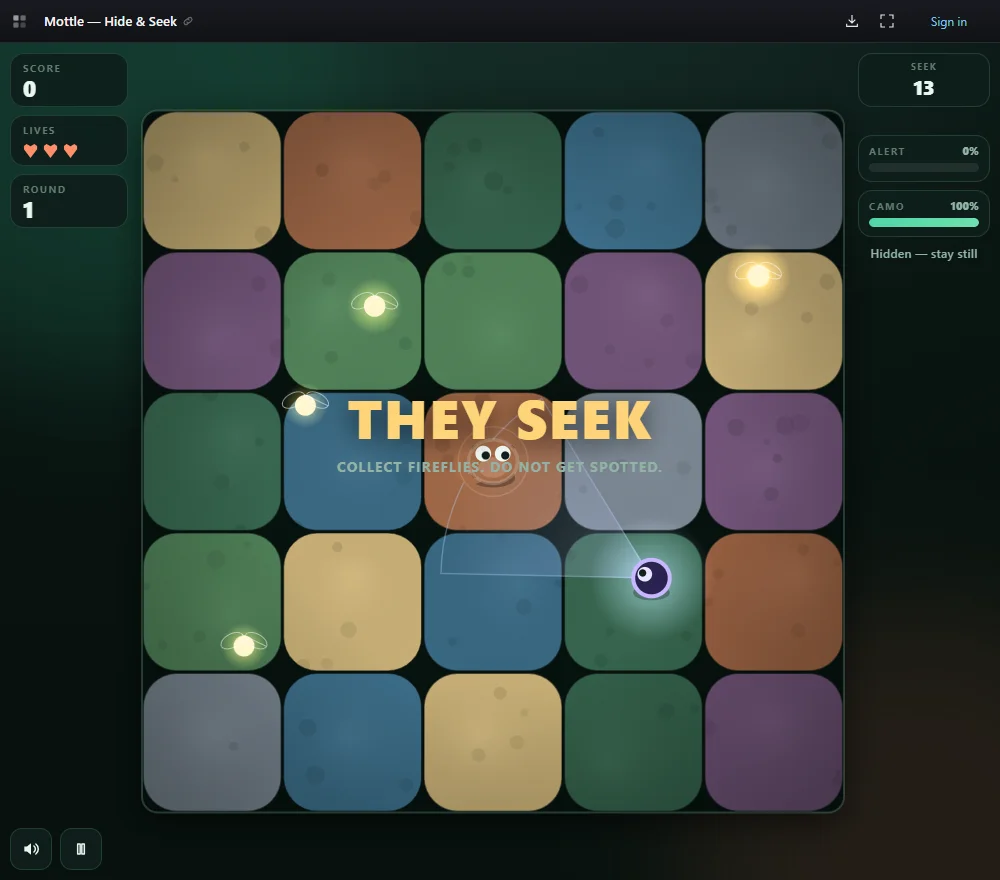 Mottle — Hide & Seek
Sign in
SCORE
0
LIVES
ROUND
1
SEEK
13
ALERT 0%
CAMO 100%
Hidden — stay still
THEY SEEK
COLLECT FIREFLIES. DO NOT GET SPOTTED.